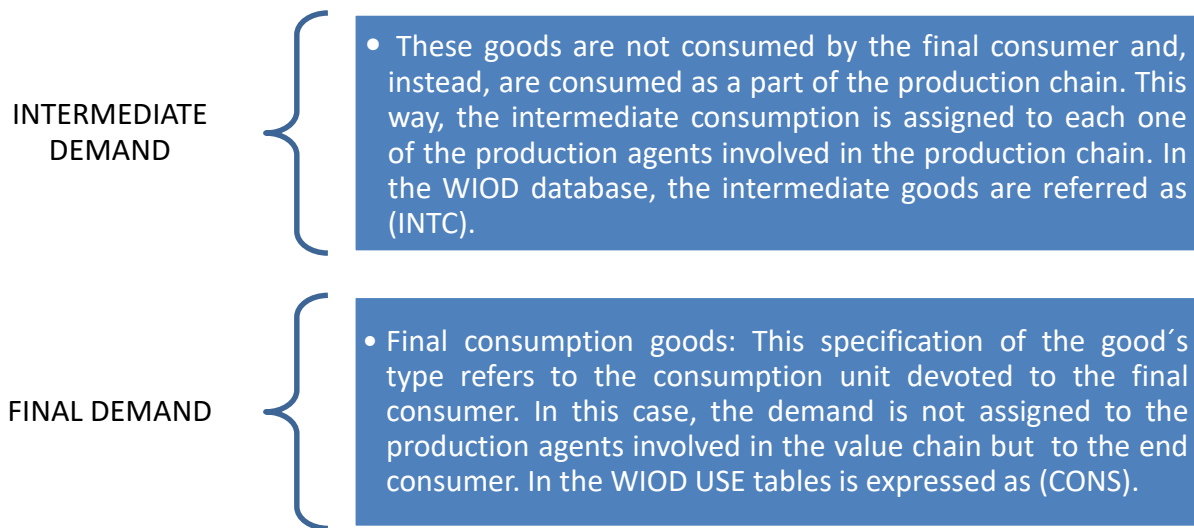 INTERMEDIATE
DEMAND
• These goods are not consumed by the final consumer and,
instead, are consumed as a part of the production chain. This
way, the intermediate consumption is assigned to each one
of the production agents involved in the production chain. In
the WIOD database, the intermediate goods are referred as
(INTC).
FINAL DEMAND
• Final consumption goods: This specification of the good´s
type refers to the consumption unit devoted to the final
consumer. In this case, the demand is not assigned to the
production agents involved in the value chain but to the end
consumer. In the WIOD USE tables is expressed as (CONS).